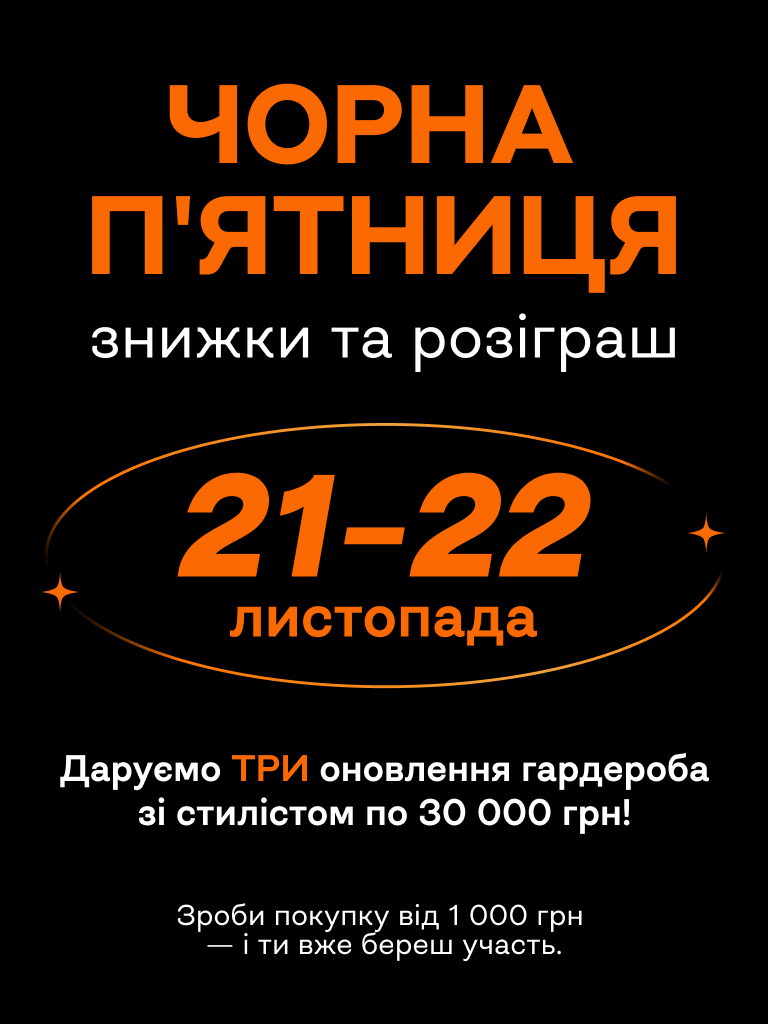 ЧОРНА
П'ЯТНИЦЯ
знижки та розіграш
21-22
листопада
Даруємо ТРИ оновлення гардероба
зі стилістом по 30 000 грн!
Зроби покупку від 1 000 грн
— і ти вже береш участь.